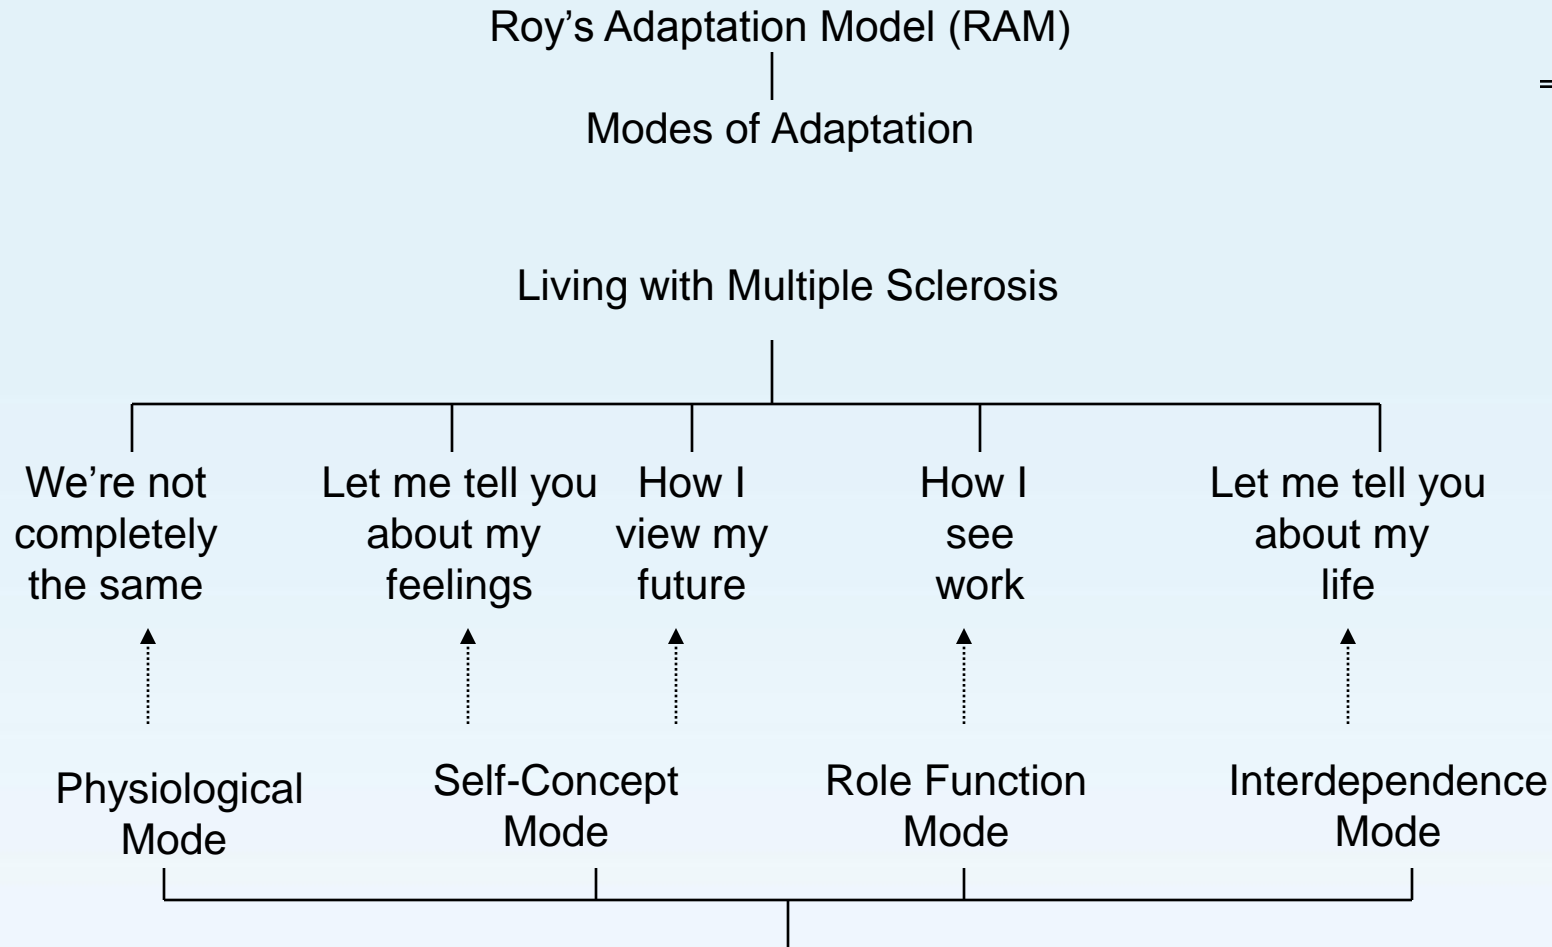 Roy’s Adaptation Model (RAM)
Modes of Adaptation
Living with Multiple Sclerosis
We’re not
completely
the same
Let me tell you
about my
feelings
How I
view my
future
How I
see
work
Let me tell you
about my
life
Physiological
Mode
Self-Concept
Mode
Role Function
Mode
Interdependence
Mode